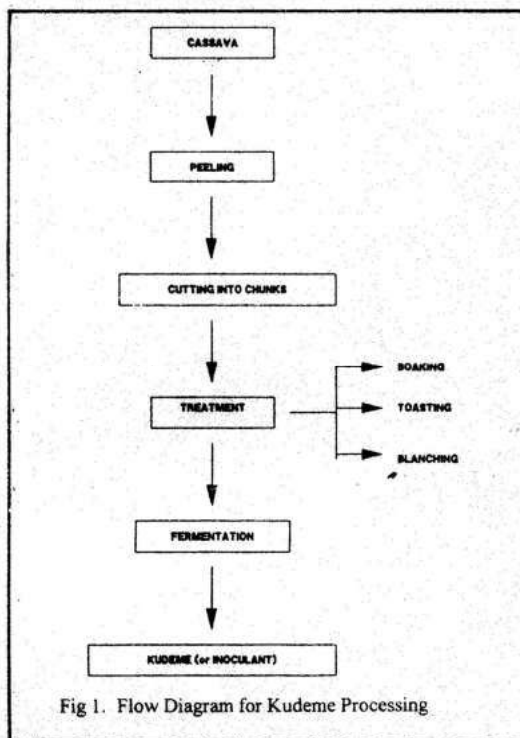 CASSAVA
PEELING
CUTTING INTO CHUNKS
TREATMENT
SOAKING
TOASTING
BLANCHING
FERMENTATION
KUDEME (or INOCULANT)
Fig 1. Flow Diagram for Kudeme Processing